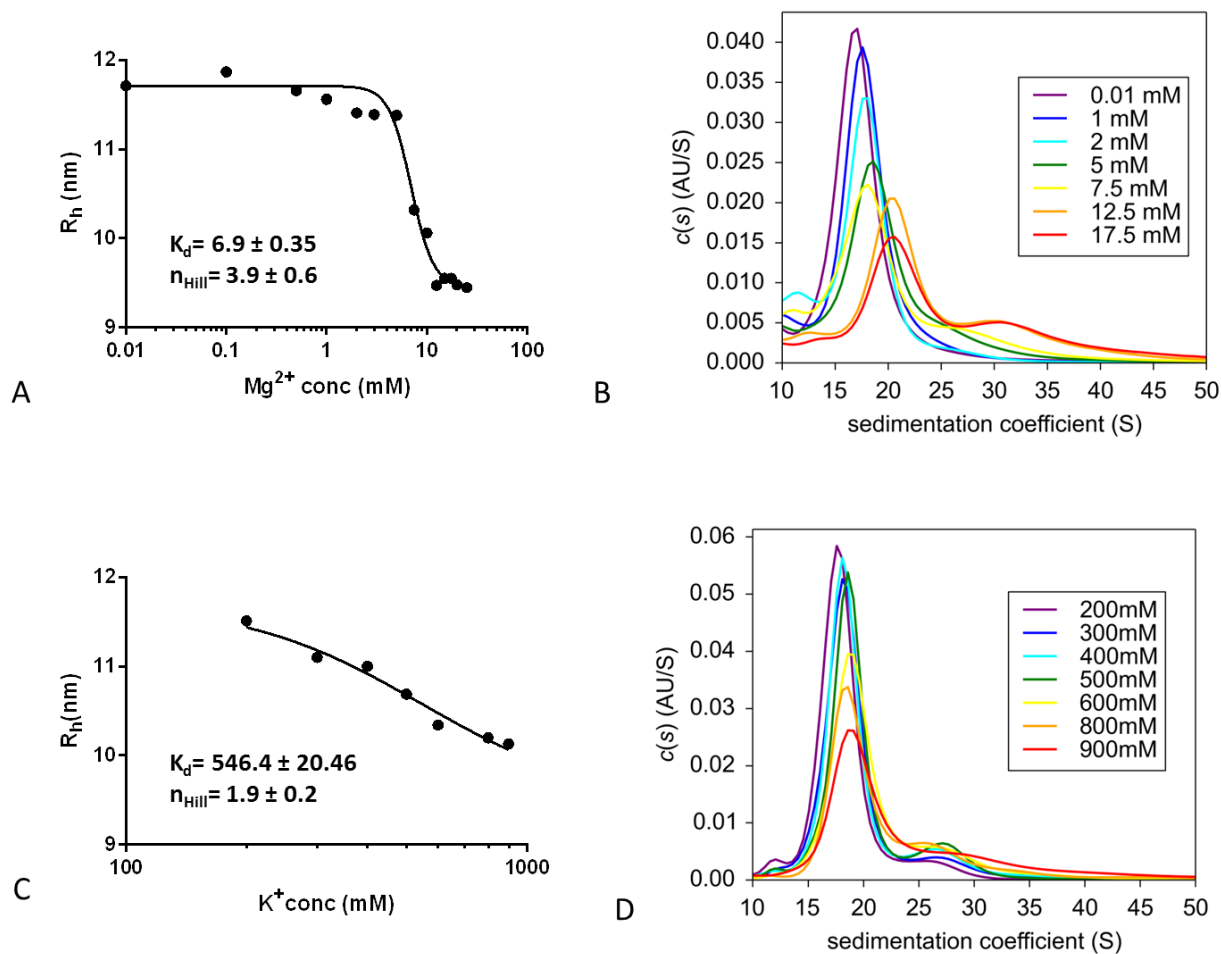 12
11
10
9
R_h (nm)
K_d= 6.9 ± 0.35
n_Hill= 3.9 ± 0.6
0.01
0.1
1
10
100
Mg²⁺ conc (mM)
A
0.040
0.035
0.030
0.025
0.020
0.015
0.010
0.005
0.000
c(s) (AU/S)
0.01 mM
1 mM
2 mM
5 mM
7.5 mM
12.5 mM
17.5 mM
10 15 20 25 30 35 40 45 50
sedimentation coefficient (S)
B
12
11
10
9
R_h(nm)
K_d= 546.4 ± 20.46
n_Hill= 1.9 ± 0.2
100
1000
K⁺conc (mM)
C
0.06
0.05
0.04
0.03
0.02
0.01
0.00
c(s) (AU/S)
200mM
300mM
400mM
500mM
600mM
800mM
900mM
10 15 20 25 30 35 40 45 50
sedimentation coefficient (S)
D